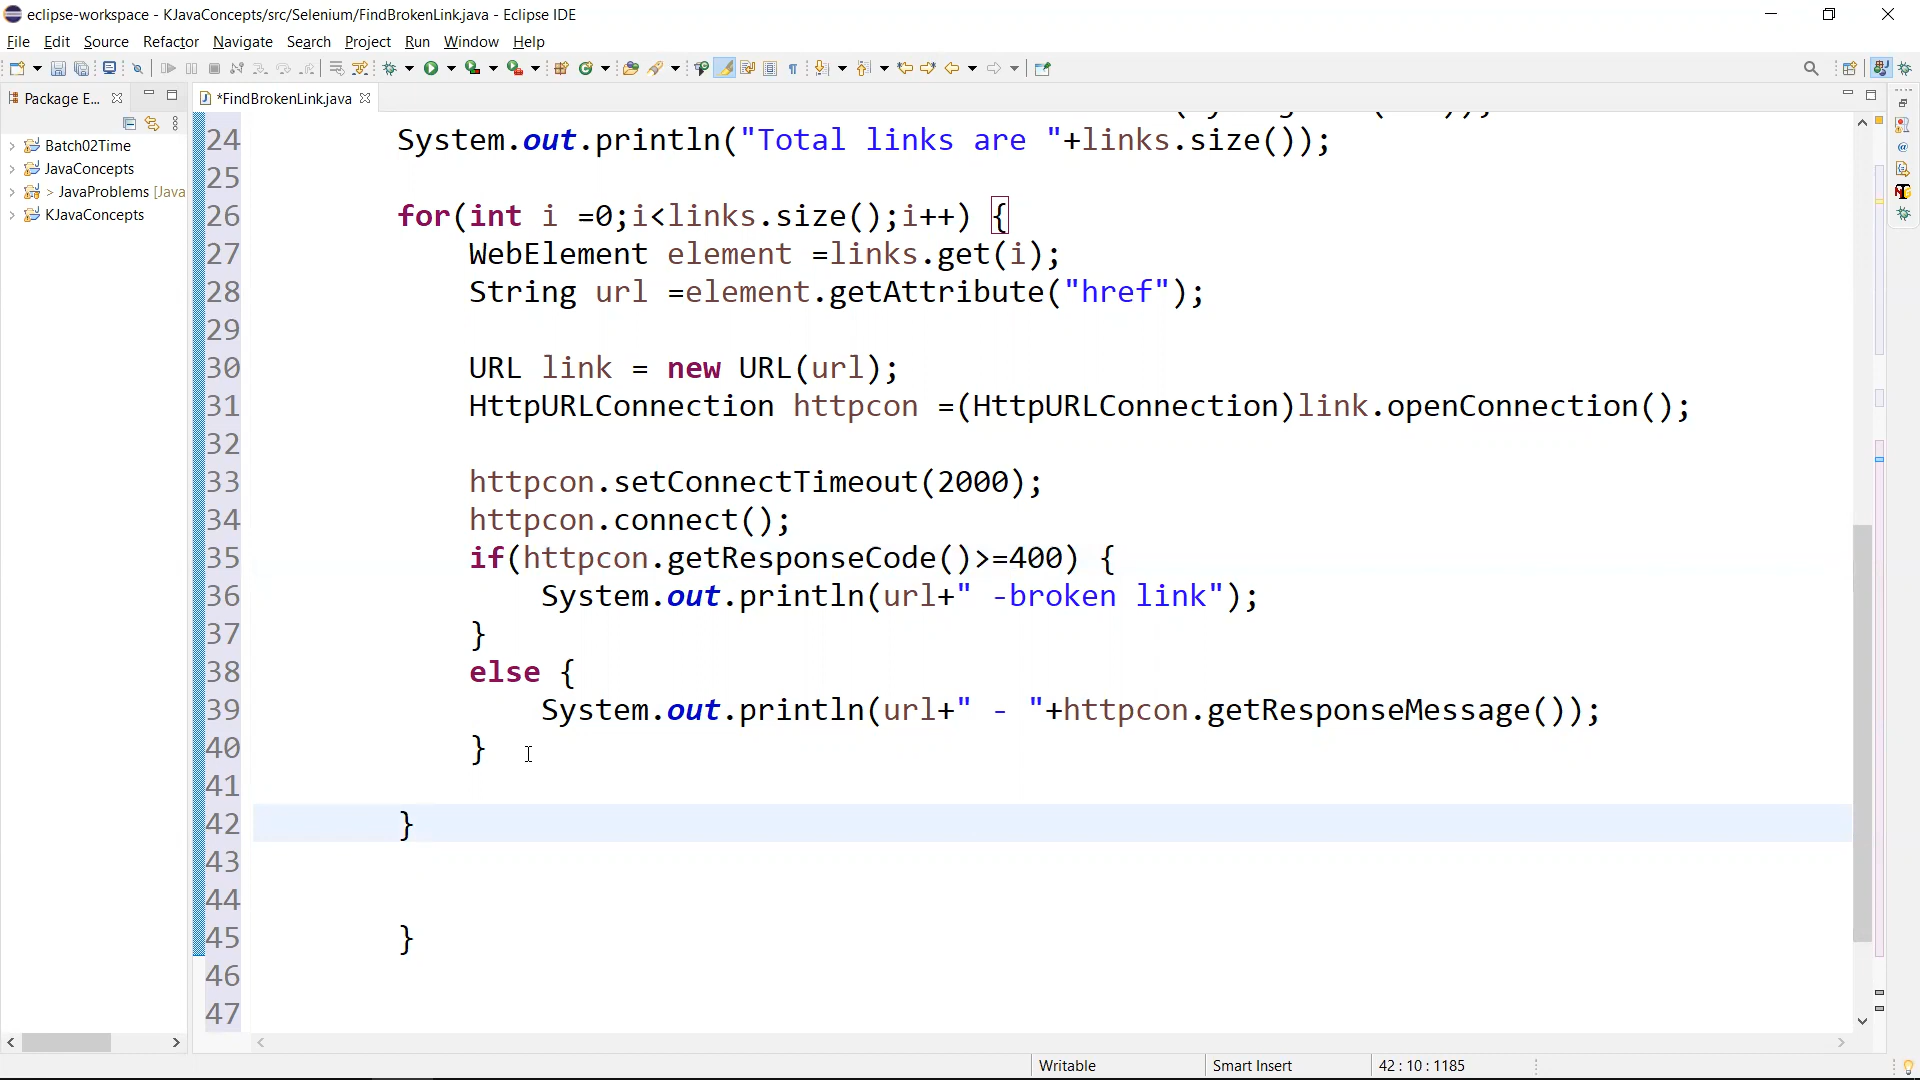 eclipse-workspace - KJavaConcepts/src/Selenium/FindBrokenLink.java - Eclipse IDE
File Edit Source Refactor Navigate Search Project Run Window Help
Package E... *FindBrokenLink.java
Batch02Time
JavaConcepts
> JavaProblems [Java
KJavaConcepts
24 System.out.println("Total links are "+links.size());
25
26 for(int i =0;i<links.size();i++) {
27 WebElement element =links.get(i);
28 String url =element.getAttribute("href");
29
30 URL link = new URL(url);
31 HttpURLConnection httpcon =(HttpURLConnection)link.openConnection();
32
33 httpcon.setConnectTimeout(2000);
34 httpcon.connect();
35 if(httpcon.getResponseCode()>=400) {
36 System.out.println(url+" -broken link");
37 }
38 else {
39 System.out.println(url+" - "+httpcon.getResponseMessage());
40 }
41
42 }
43
44
45 }
46
47
Writable Smart Insert 42 : 10 : 1185